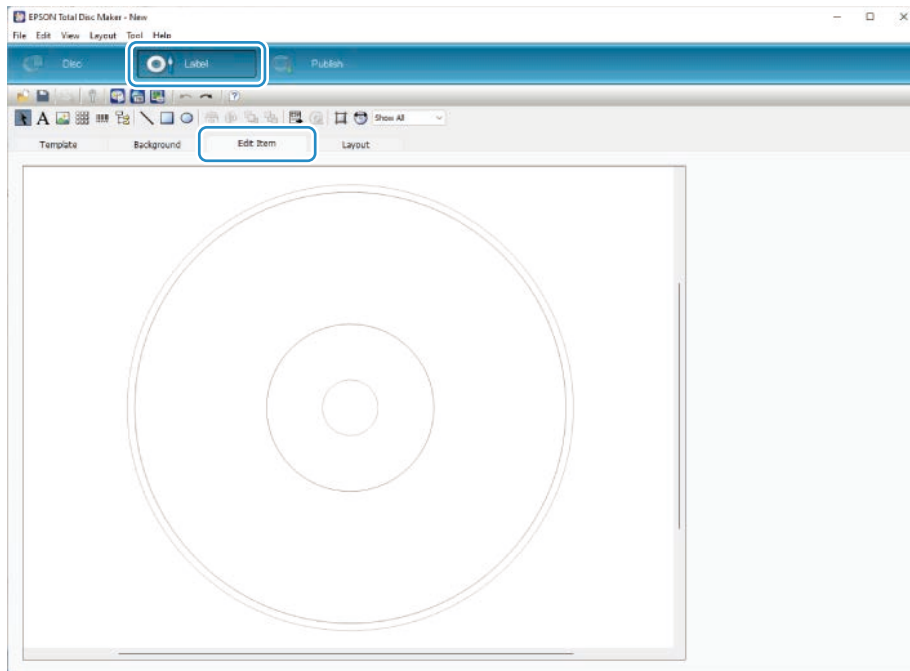 EPSON Total Disc Maker - New
File Edit View Layout Tool Help
Disc Label Publish
A Show All
Template Background Edit Item Layout